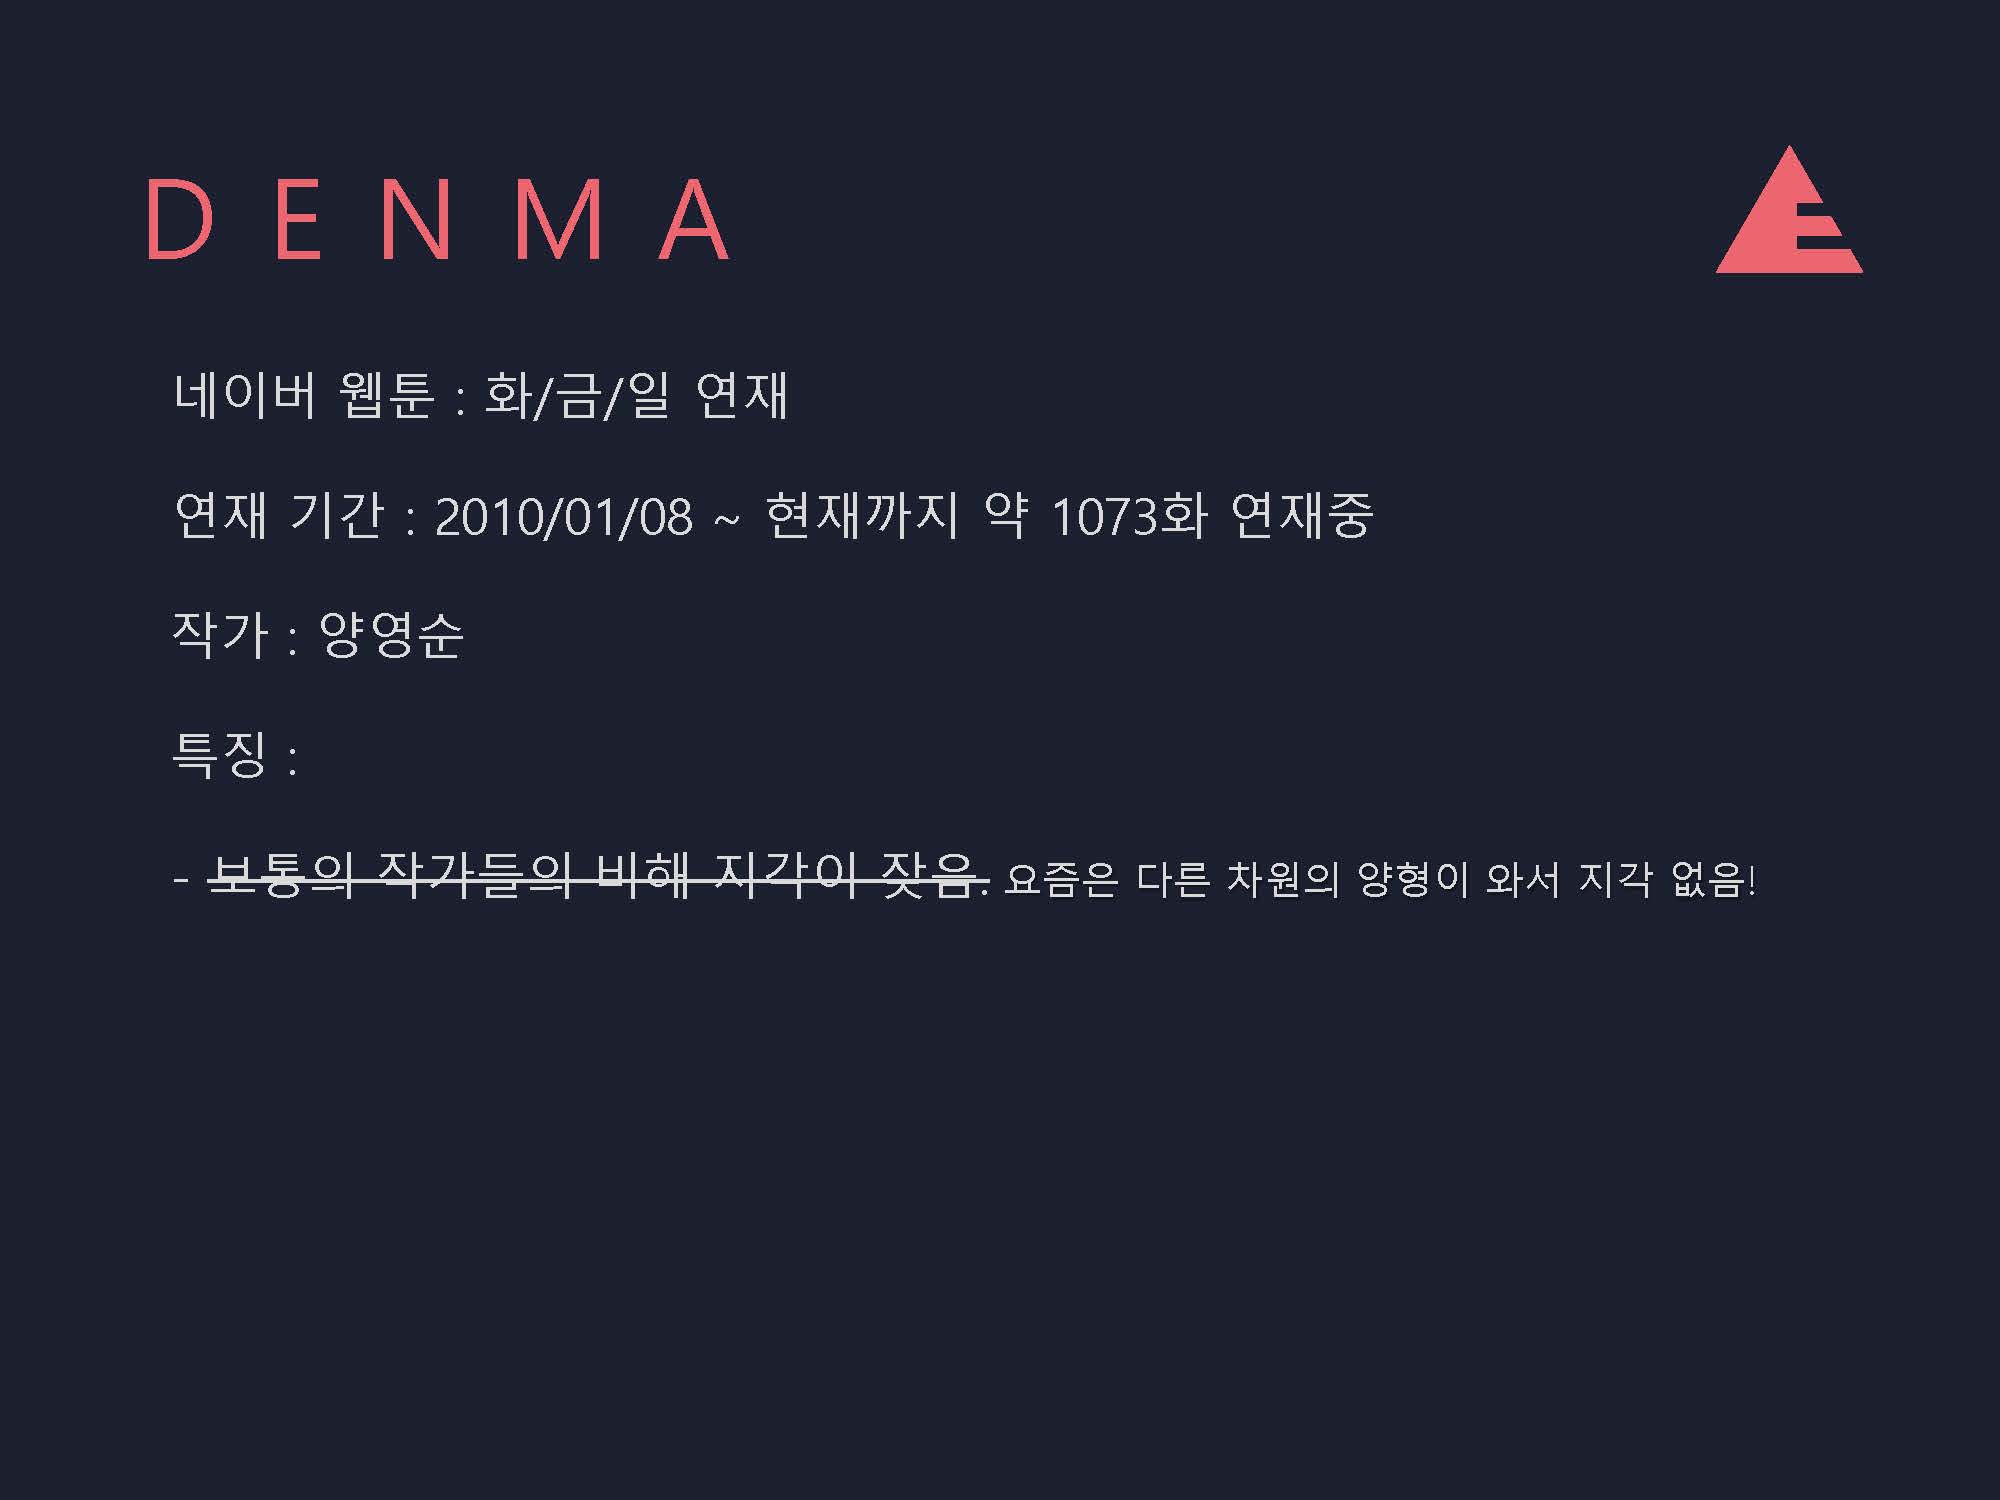 D E N M A
네이버 웹툰 : 화/금/일 연재
연재 기간 : 2010/01/08 ~ 현재까지 약 1073화 연재중
작가 : 양영순
특징 :
- 보통의 작가들의 비해 지각이 잦음. 요즘은 다른 차원의 양형이 와서 지각 없음!